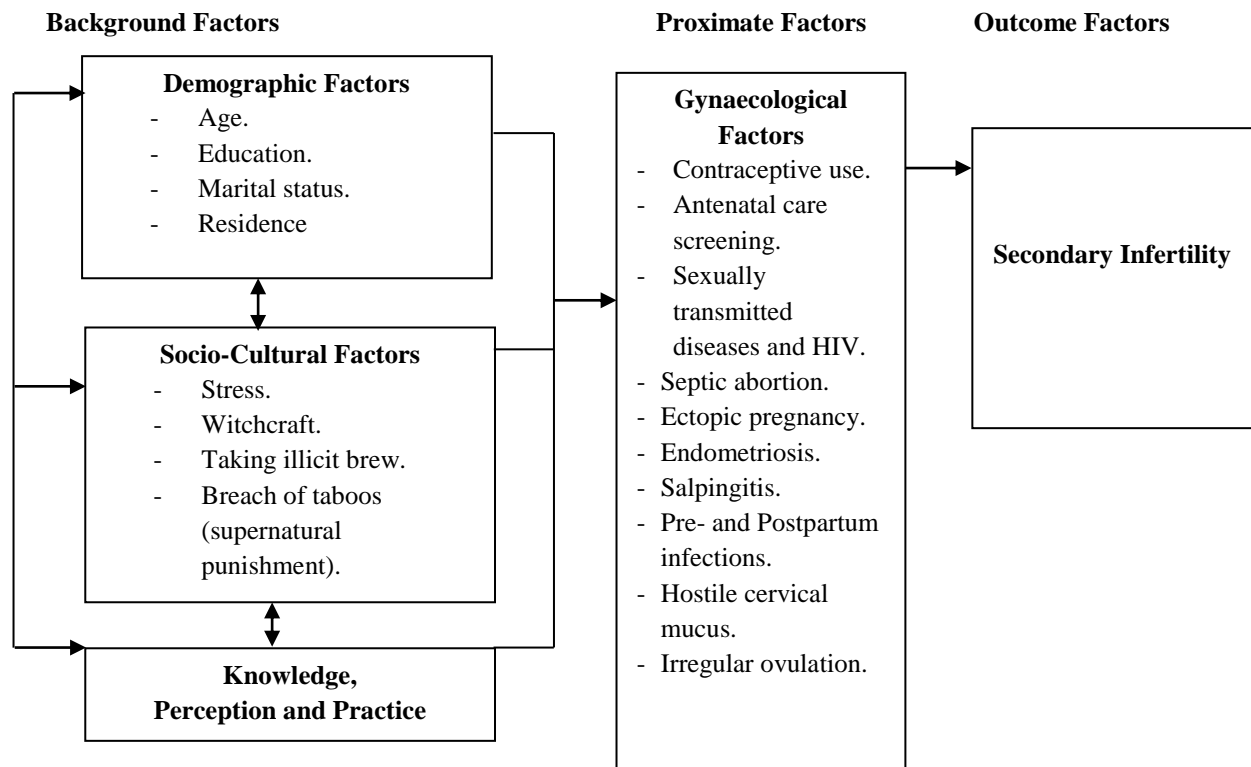 Background Factors
Proximate Factors
Outcome Factors
Demographic Factors
- Age.
- Education.
- Marital status.
- Residence
Socio-Cultural Factors
- Stress.
- Witchcraft.
- Taking illicit brew.
- Breach of taboos
(supernatural
punishment).
Knowledge,
Perception and Practice
Gynaecological
Factors
- Contraceptive use.
- Antenatal care
screening.
- Sexually
transmitted
diseases and HIV.
- Septic abortion.
- Ectopic pregnancy.
- Endometriosis.
- Salpingitis.
- Pre- and Postpartum
infections.
- Hostile cervical
mucus.
- Irregular ovulation.
Secondary Infertility